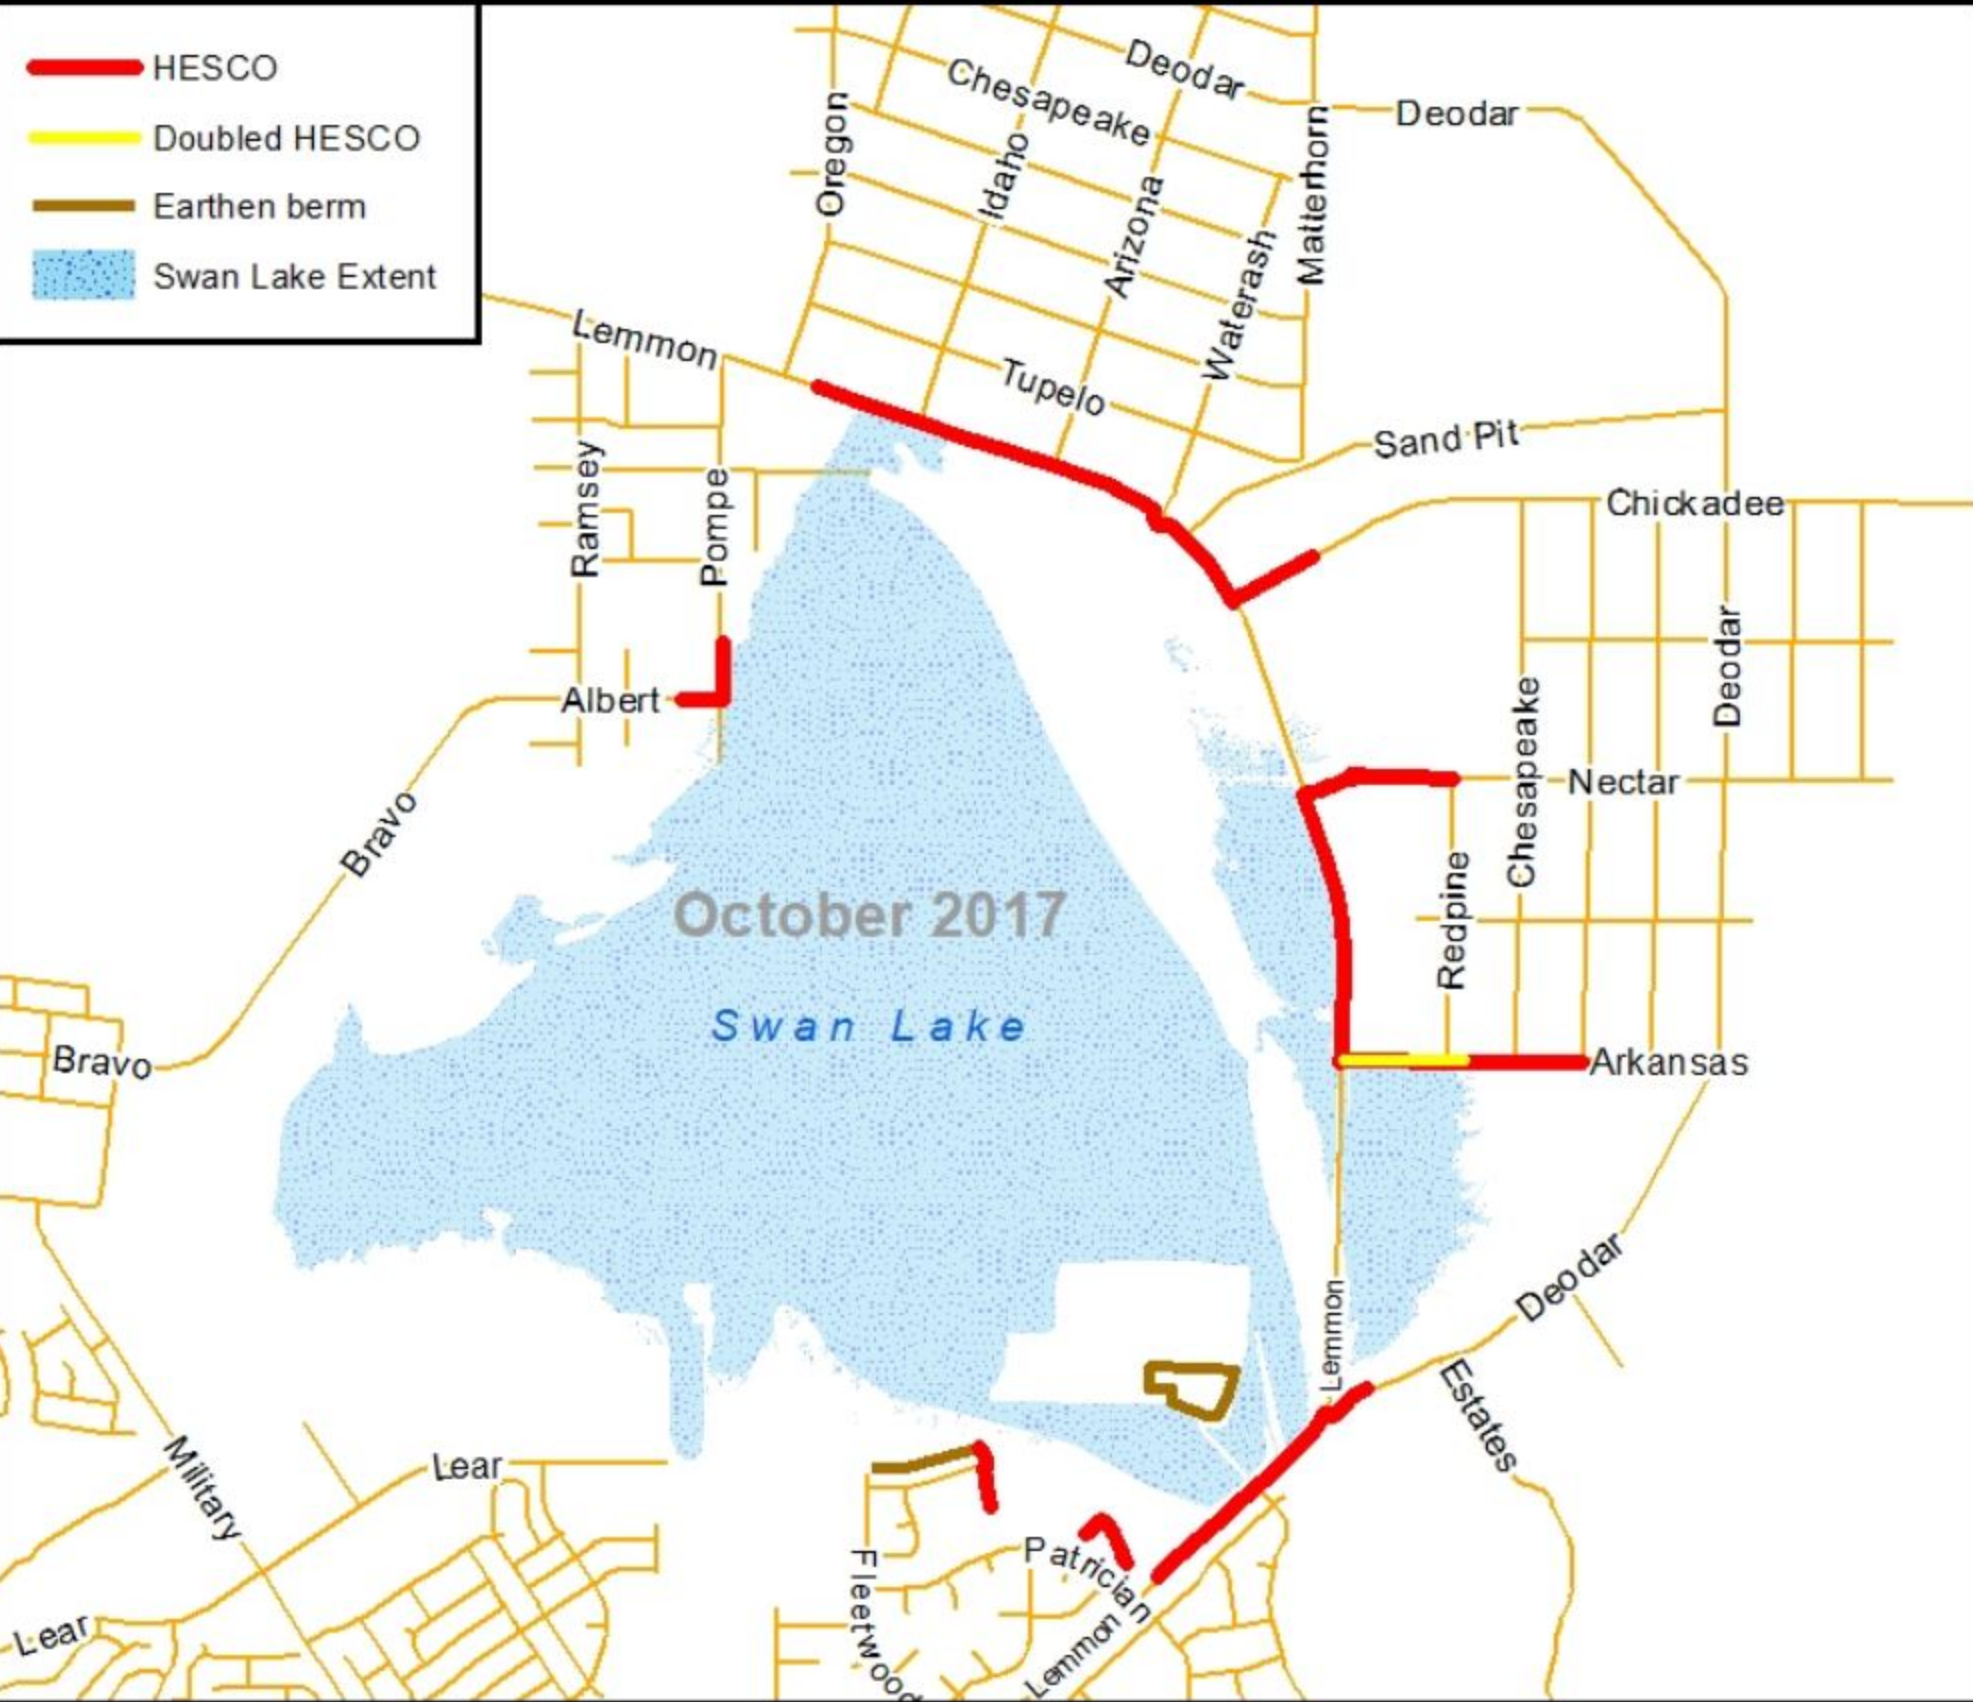 HESCO
Doubled HESCO
Earthen berm
Swan Lake Extent
Deodar
Chesapeake
Deodar
Oregon
Idaho
Arizona
Matterhorn
Waterash
Lemmon
Tupelo
Sand Pit
Ramsey
Pompe
Chickadee
Albert
Deodar
Chesapeake
Nectar
Bravo
Redpine
October 2017
Swan Lake
Bravo
Arkansas
Deodar
Lemmon
Estates
Military
Lear
Patrician
Fleetwood
Lear
Lemmon